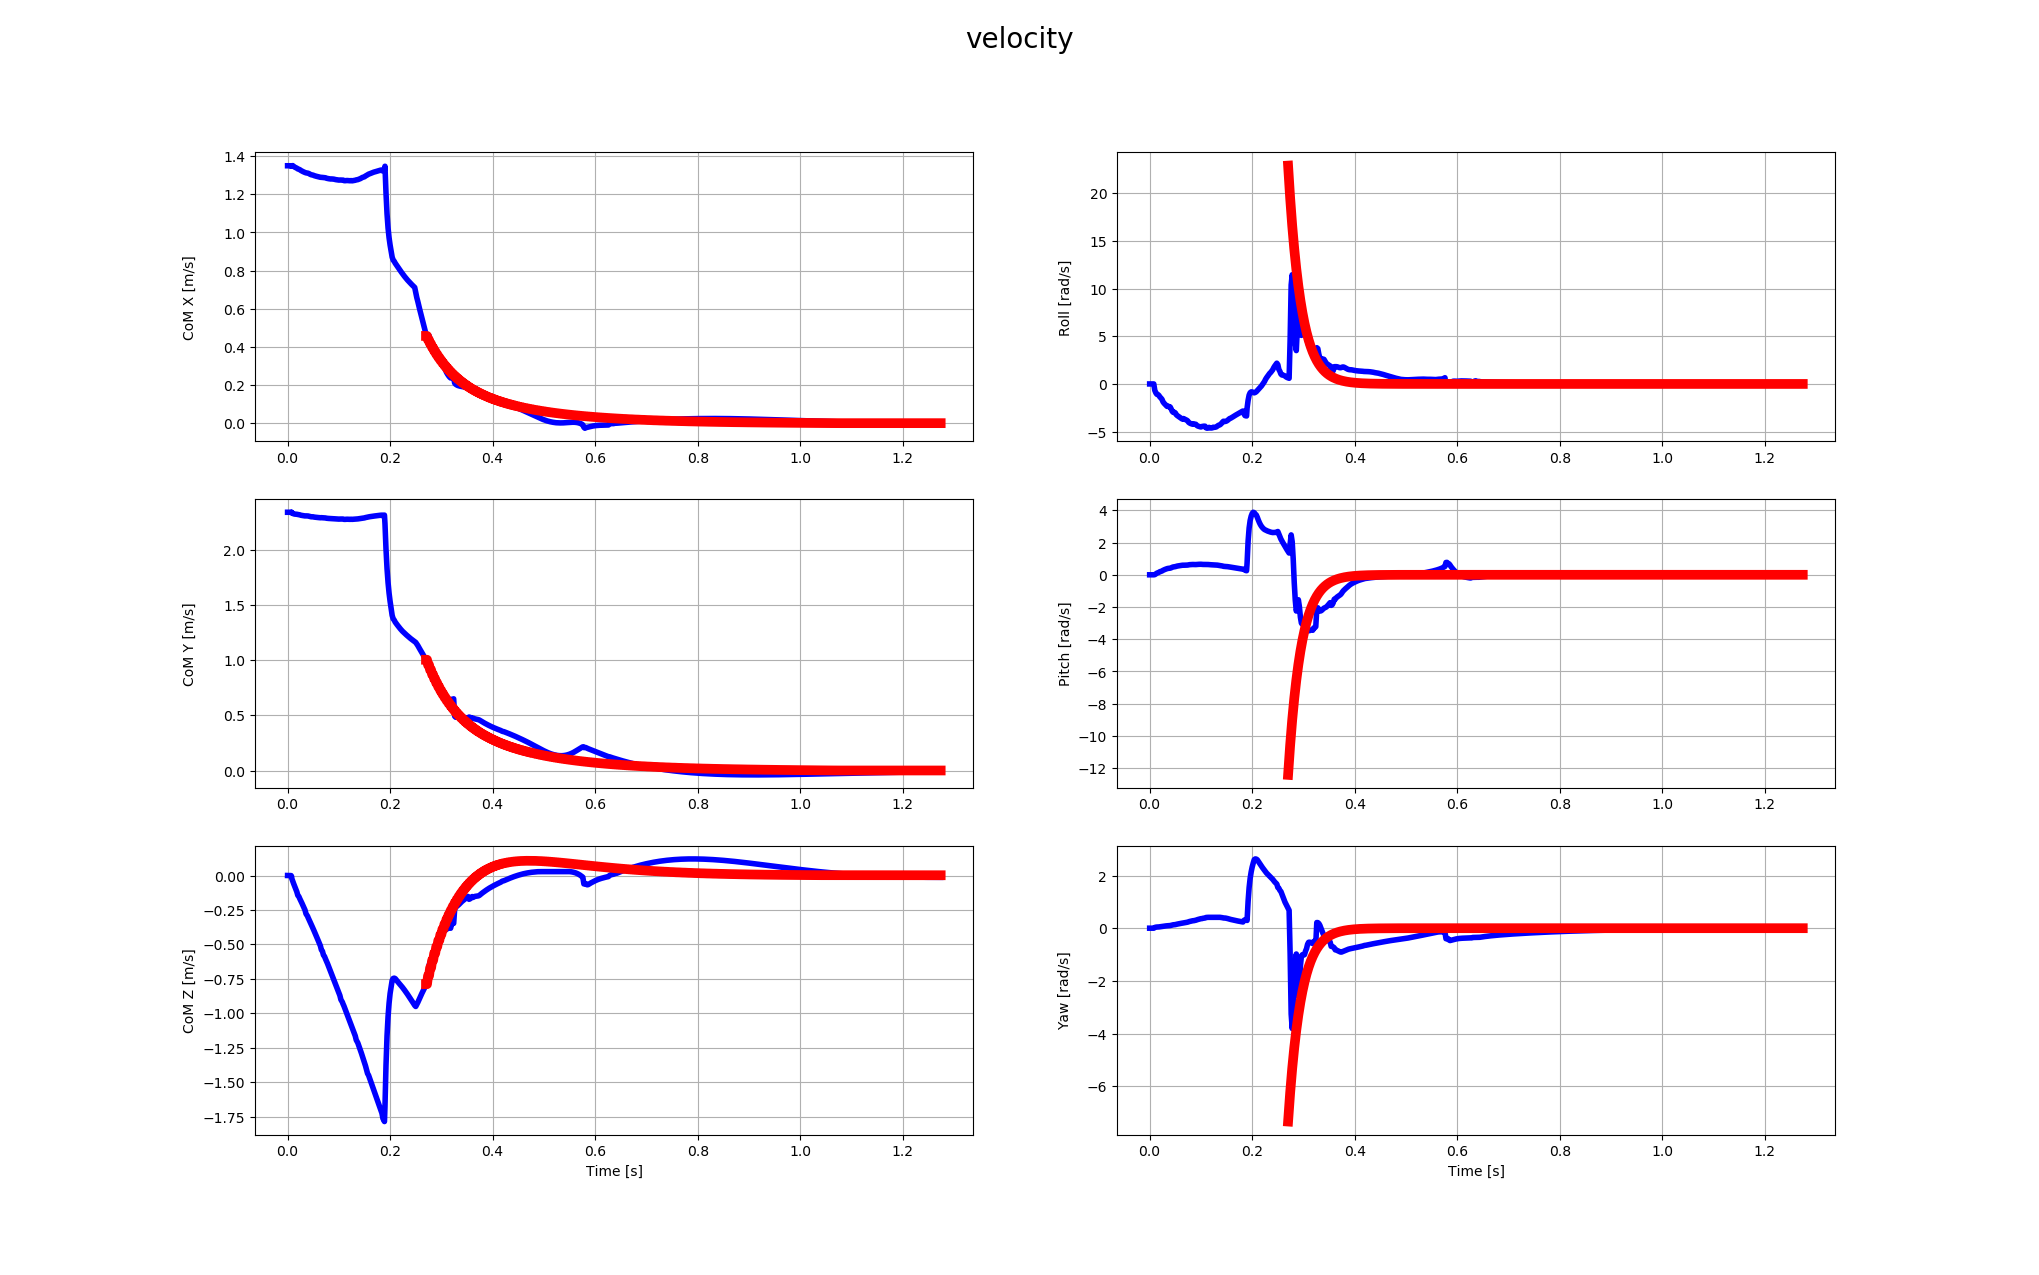 velocity
CoM X [m/s]
1.4
1.2
1.0
0.8
0.6
0.4
0.2
0.0
0.0 0.2 0.4 0.6 0.8 1.0 1.2
Roll [rad/s]
20
15
10
5
0
−5
0.0 0.2 0.4 0.6 0.8 1.0 1.2
CoM Y [m/s]
2.0
1.5
1.0
0.5
0.0
0.0 0.2 0.4 0.6 0.8 1.0 1.2
Pitch [rad/s]
4
2
0
−2
−4
−6
−8
−10
−12
0.0 0.2 0.4 0.6 0.8 1.0 1.2
CoM Z [m/s]
0.00
−0.25
−0.50
−0.75
−1.00
−1.25
−1.50
−1.75
0.0 0.2 0.4 0.6 0.8 1.0 1.2
Time [s]
Yaw [rad/s]
2
0
−2
−4
−6
0.0 0.2 0.4 0.6 0.8 1.0 1.2
Time [s]